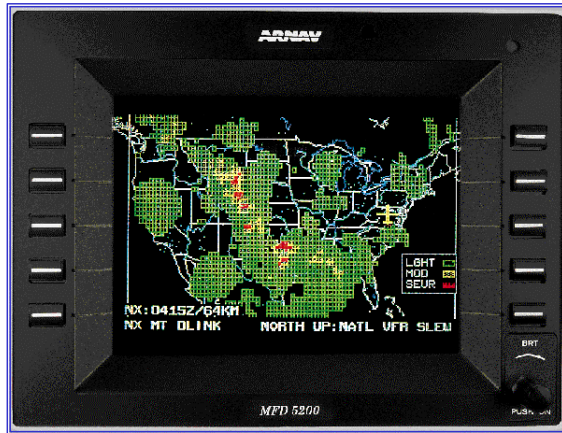 ARNAV
LGHT
MOD
SEVR
NX:0415Z/64KM
NX MT DLINK NORTH UP:NATL VFR SLEW
BRT
PUSH ON
MFD 5200